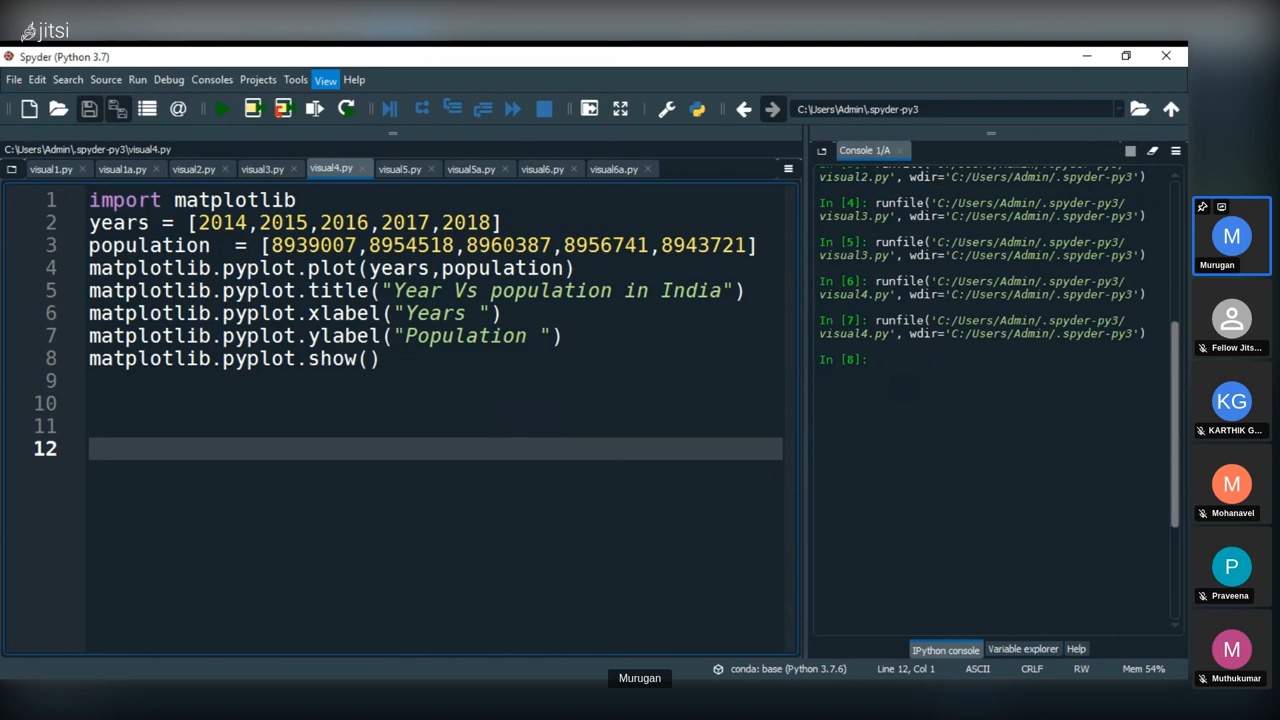 jitsi
Spyder (Python 3.7)
File Edit Search Source Run Debug Consoles Projects Tools View Help
C:\Users\Admin\.spyder-py3
C:\Users\Admin\.spyder-py3\visual4.py
visual1.py visual1a.py visual2.py visual3.py visual4.py visual5.py visual5a.py visual6.py visual6a.py
1 import matplotlib
2 years = [2014,2015,2016,2017,2018]
3 population  = [8939007,8954518,8960387,8956741,8943721]
4 matplotlib.pyplot.plot(years,population)
5 matplotlib.pyplot.title("Year Vs population in India")
6 matplotlib.pyplot.xlabel("Years ")
7 matplotlib.pyplot.ylabel("Population ")
8 matplotlib.pyplot.show()
9
10
11
12
Console 1/A
visual2.py', wdir='C:/Users/Admin/.spyder-py3')
In [4]: runfile('C:/Users/Admin/.spyder-py3/
visual3.py', wdir='C:/Users/Admin/.spyder-py3')
In [5]: runfile('C:/Users/Admin/.spyder-py3/
visual3.py', wdir='C:/Users/Admin/.spyder-py3')
In [6]: runfile('C:/Users/Admin/.spyder-py3/
visual4.py', wdir='C:/Users/Admin/.spyder-py3')
In [7]: runfile('C:/Users/Admin/.spyder-py3/
visual4.py', wdir='C:/Users/Admin/.spyder-py3')
In [8]:
IPython console Variable explorer Help
conda: base (Python 3.7.6) Line 12, Col 1 ASCII CRLF RW Mem 54%
Murugan
M
Murugan
Fellow Jits...
KG
KARTHIK G...
M
Mohanavel
P
Praveena
M
Muthukumar